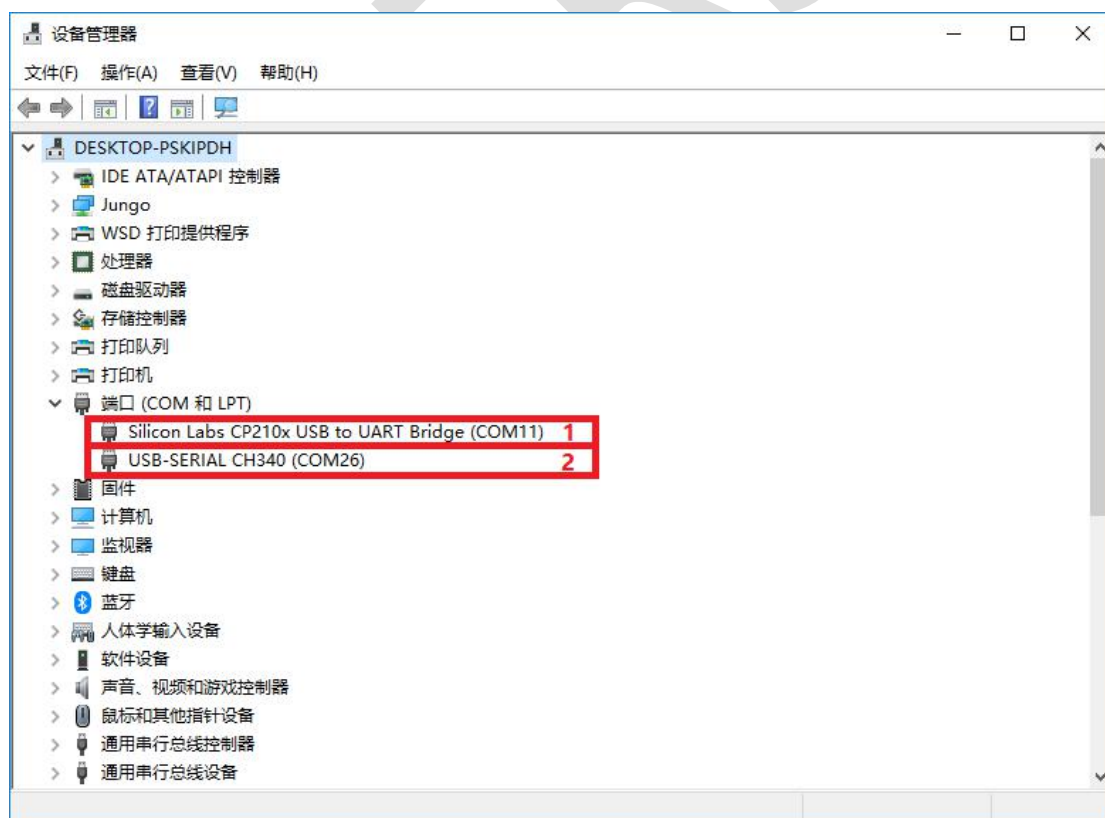 设备管理器
文件(F) 操作(A) 查看(V) 帮助(H)
DESKTOP-PSKIPDH
IDE ATA/ATAPI 控制器
Jungo
WSD 打印提供程序
处理器
磁盘驱动器
存储控制器
打印队列
打印机
端口 (COM 和 LPT)
Silicon Labs CP210x USB to UART Bridge (COM11) 1
USB-SERIAL CH340 (COM26) 2
固件
计算机
监视器
键盘
蓝牙
人体学输入设备
软件设备
声音、视频和游戏控制器
鼠标和其他指针设备
通用串行总线控制器
通用串行总线设备